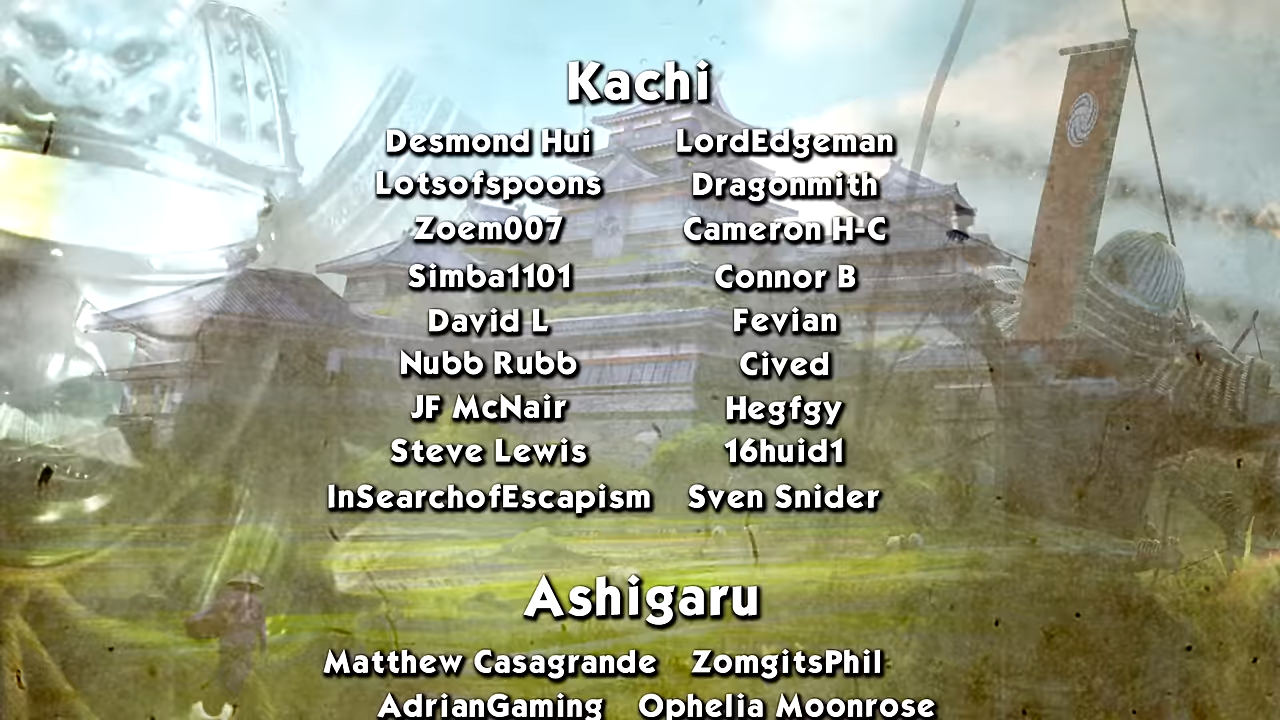 Kachi
Desmond Hui LordEdgeman
Lotsofspoons Dragonmith
Zoem007 Cameron H-C
Simba1101 Connor B
David L Fevian
Nubb Rubb Cived
JF McNair Hegfgy
Steve Lewis 16huid1
InSearchofEscapism Sven Snider
Ashigaru
Matthew Casagrande ZomgitsPhil
AdrianGaming Ophelia Moonrose